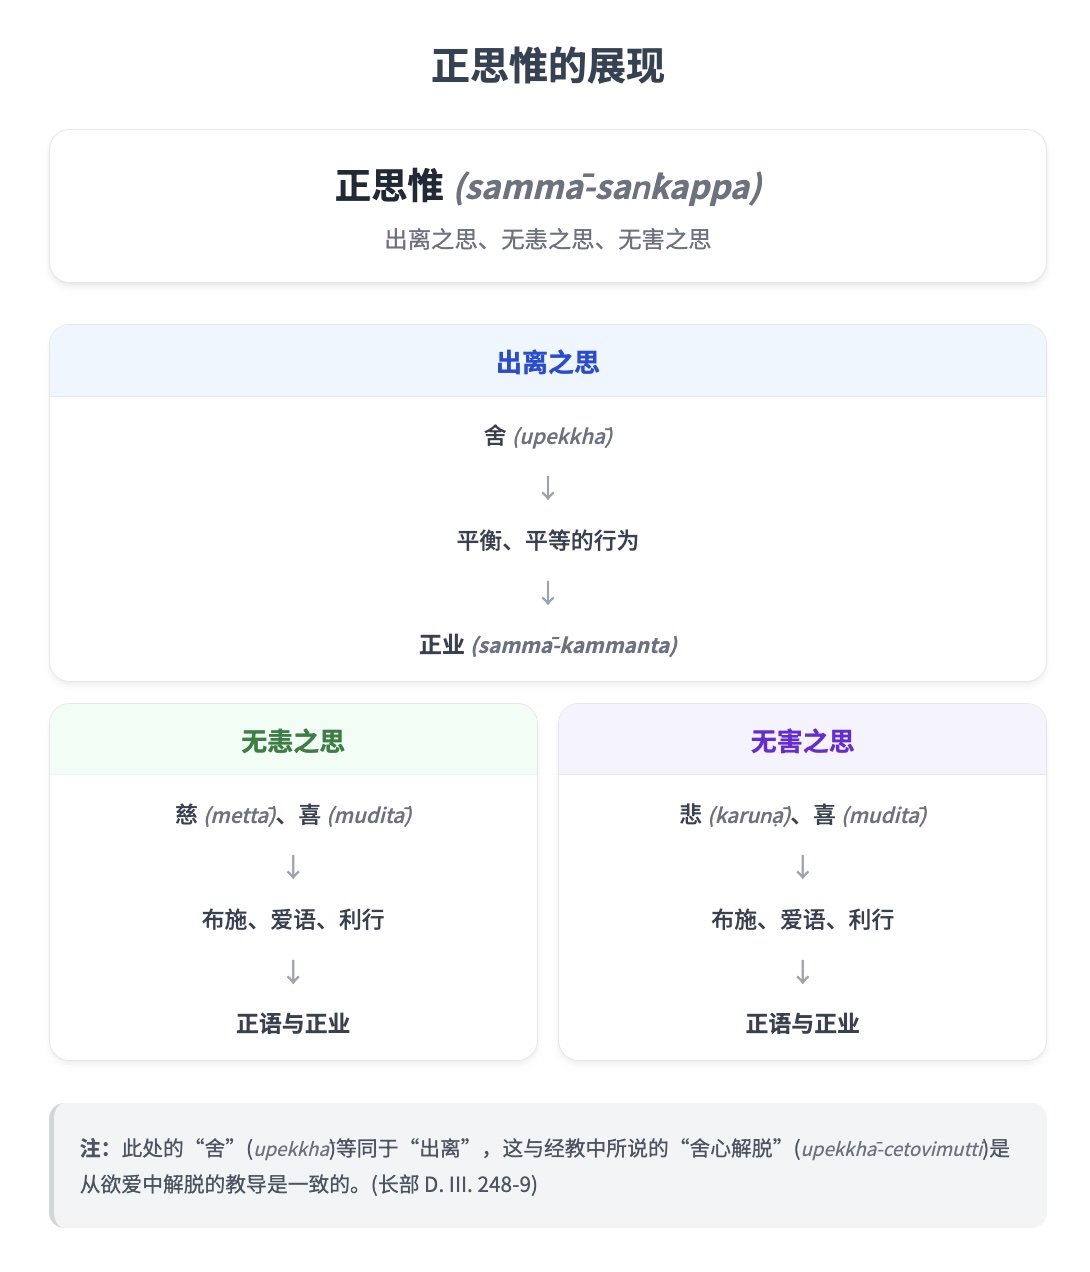 正思惟的展现
正思惟 (sammā-sankappa)
出离之思、无恚之思、无害之思
出离之思
舍 (upekkhā)
↓
平衡、平等的行为
↓
正业 (sammā-kammanta)
无恚之思
慈 (mettā)、喜 (muditā)
↓
布施、爱语、利行
↓
正语与正业
无害之思
悲 (karuṇā)、喜 (muditā)
↓
布施、爱语、利行
↓
正语与正业
注：此处的“舍”(upekkhā)等同于“出离”，这与经教中所说的“舍心解脱”(upekkhā-cetovimutti)是
从欲爱中解脱的教导是一致的。(长部 D. III. 248-9)